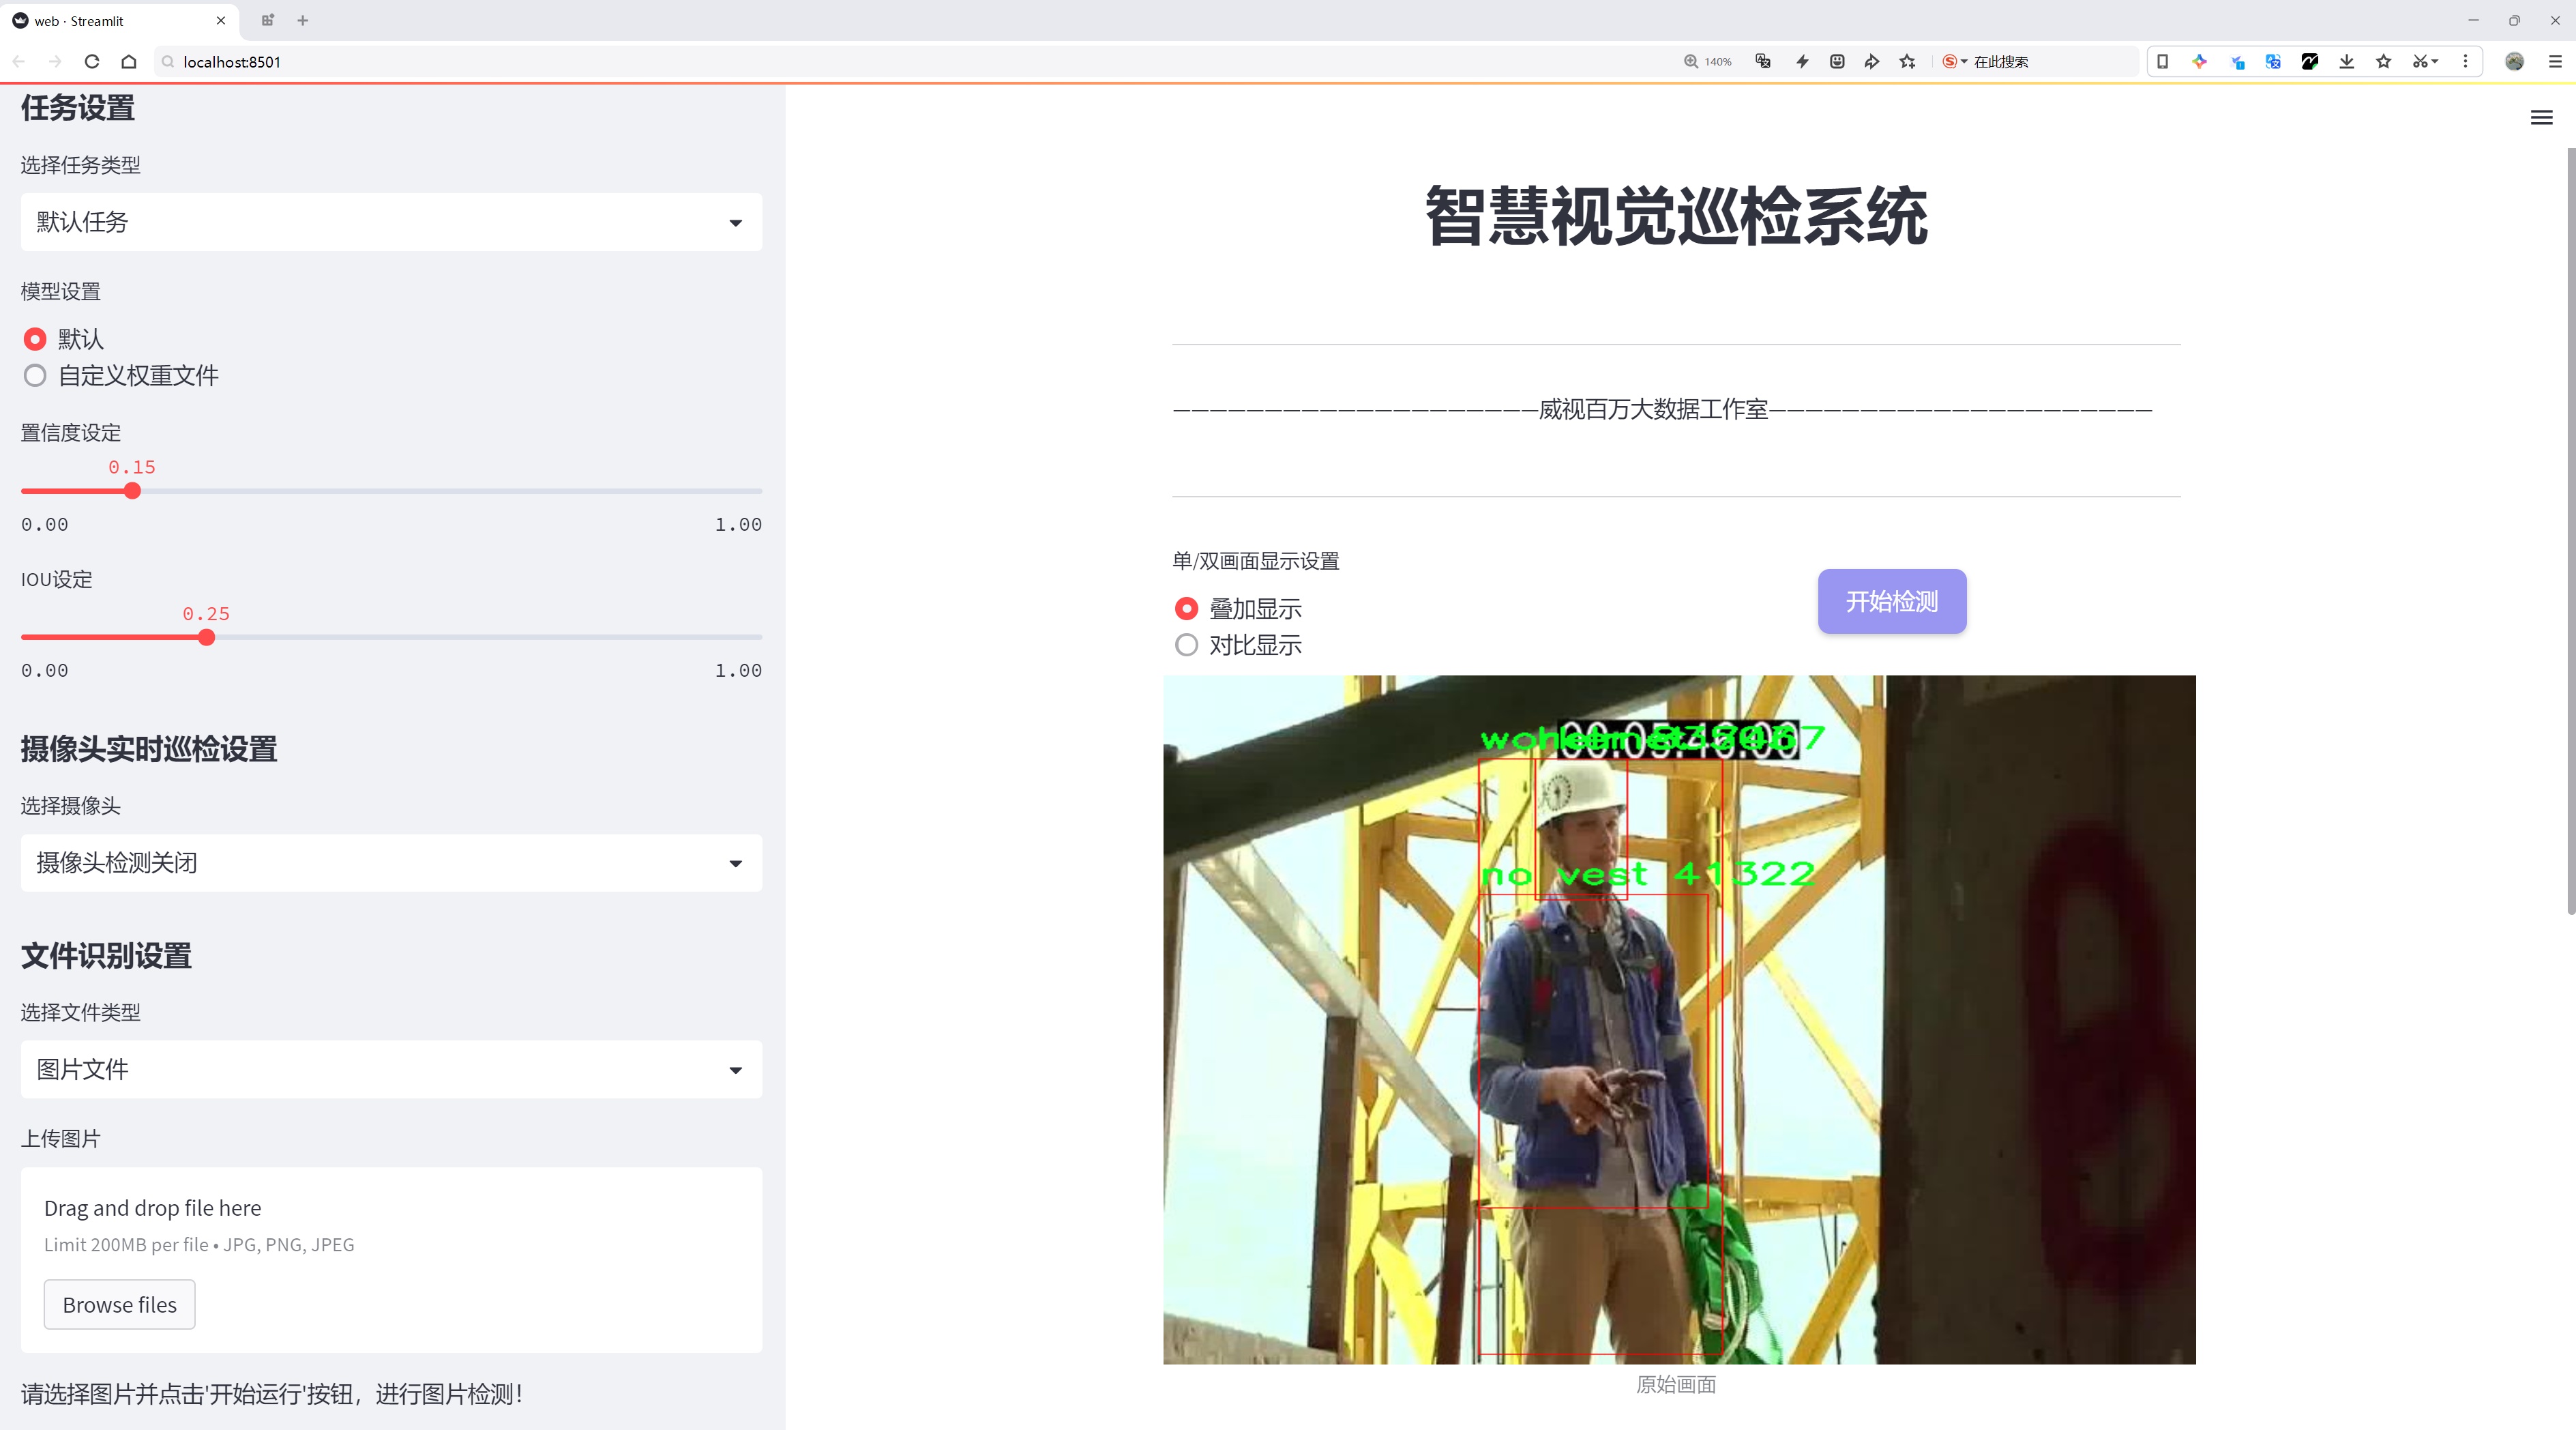 web · Streamlit
localhost:8501
140%
在此搜索
任务设置
选择任务类型
默认任务
模型设置
默认
自定义权重文件
置信度设定
0.15
0.00
1.00
IOU设定
0.25
0.00
1.00
摄像头实时巡检设置
选择摄像头
摄像头检测关闭
文件识别设置
选择文件类型
图片文件
上传图片
Drag and drop file here
Limit 200MB per file • JPG, PNG, JPEG
Browse files
请选择图片并点击'开始运行'按钮，进行图片检测！
智慧视觉巡检系统
————————————————————威视百万大数据工作室—————————————————————
单/双画面显示设置
叠加显示
对比显示
开始检测
no vest 41322
原始画面